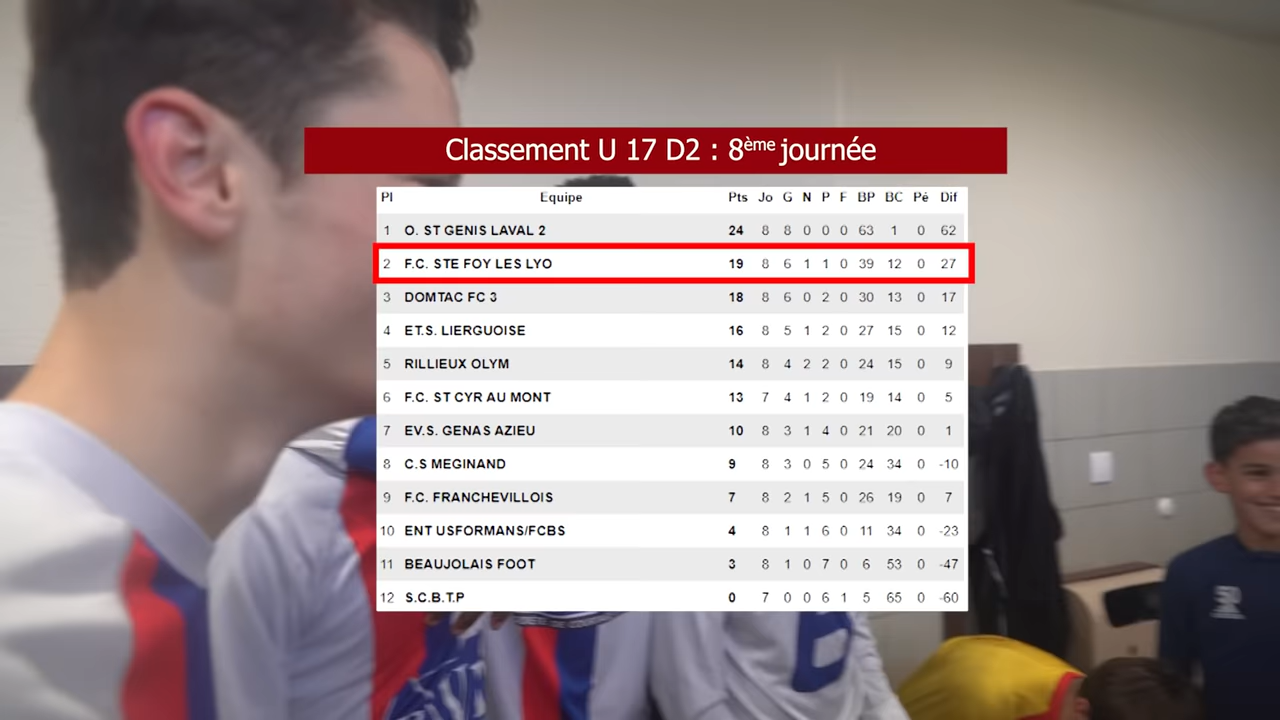 Classement U 17 D2 : 8ème journée
Pl Equipe Pts Jo G N P F BP BC Pé Dif
1 O. ST GENIS LAVAL 2 24 8 8 0 0 0 63 1 0 62
2 F.C. STE FOY LES LYO 19 8 6 1 1 0 39 12 0 27
3 DOMTAC FC 3 18 8 6 0 2 0 30 13 0 17
4 ET.S. LIERGUOISE 16 8 5 1 2 0 27 15 0 12
5 RILLIEUX OLYM 14 8 4 2 2 0 24 15 0 9
6 F.C. ST CYR AU MONT 13 7 4 1 2 0 19 14 0 5
7 EV.S. GENAS AZIEU 10 8 3 1 4 0 21 20 0 1
8 C.S MEGINAND 9 8 3 0 5 0 24 34 0 -10
9 F.C. FRANCHEVILLOIS 7 8 2 1 5 0 26 19 0 7
10 ENT USFORMANS/FCBS 4 8 1 1 6 0 11 34 0 -23
11 BEAUJOLAIS FOOT 3 8 1 0 7 0 6 53 0 -47
12 S.C.B.T.P 0 7 0 0 6 1 5 65 0 -60